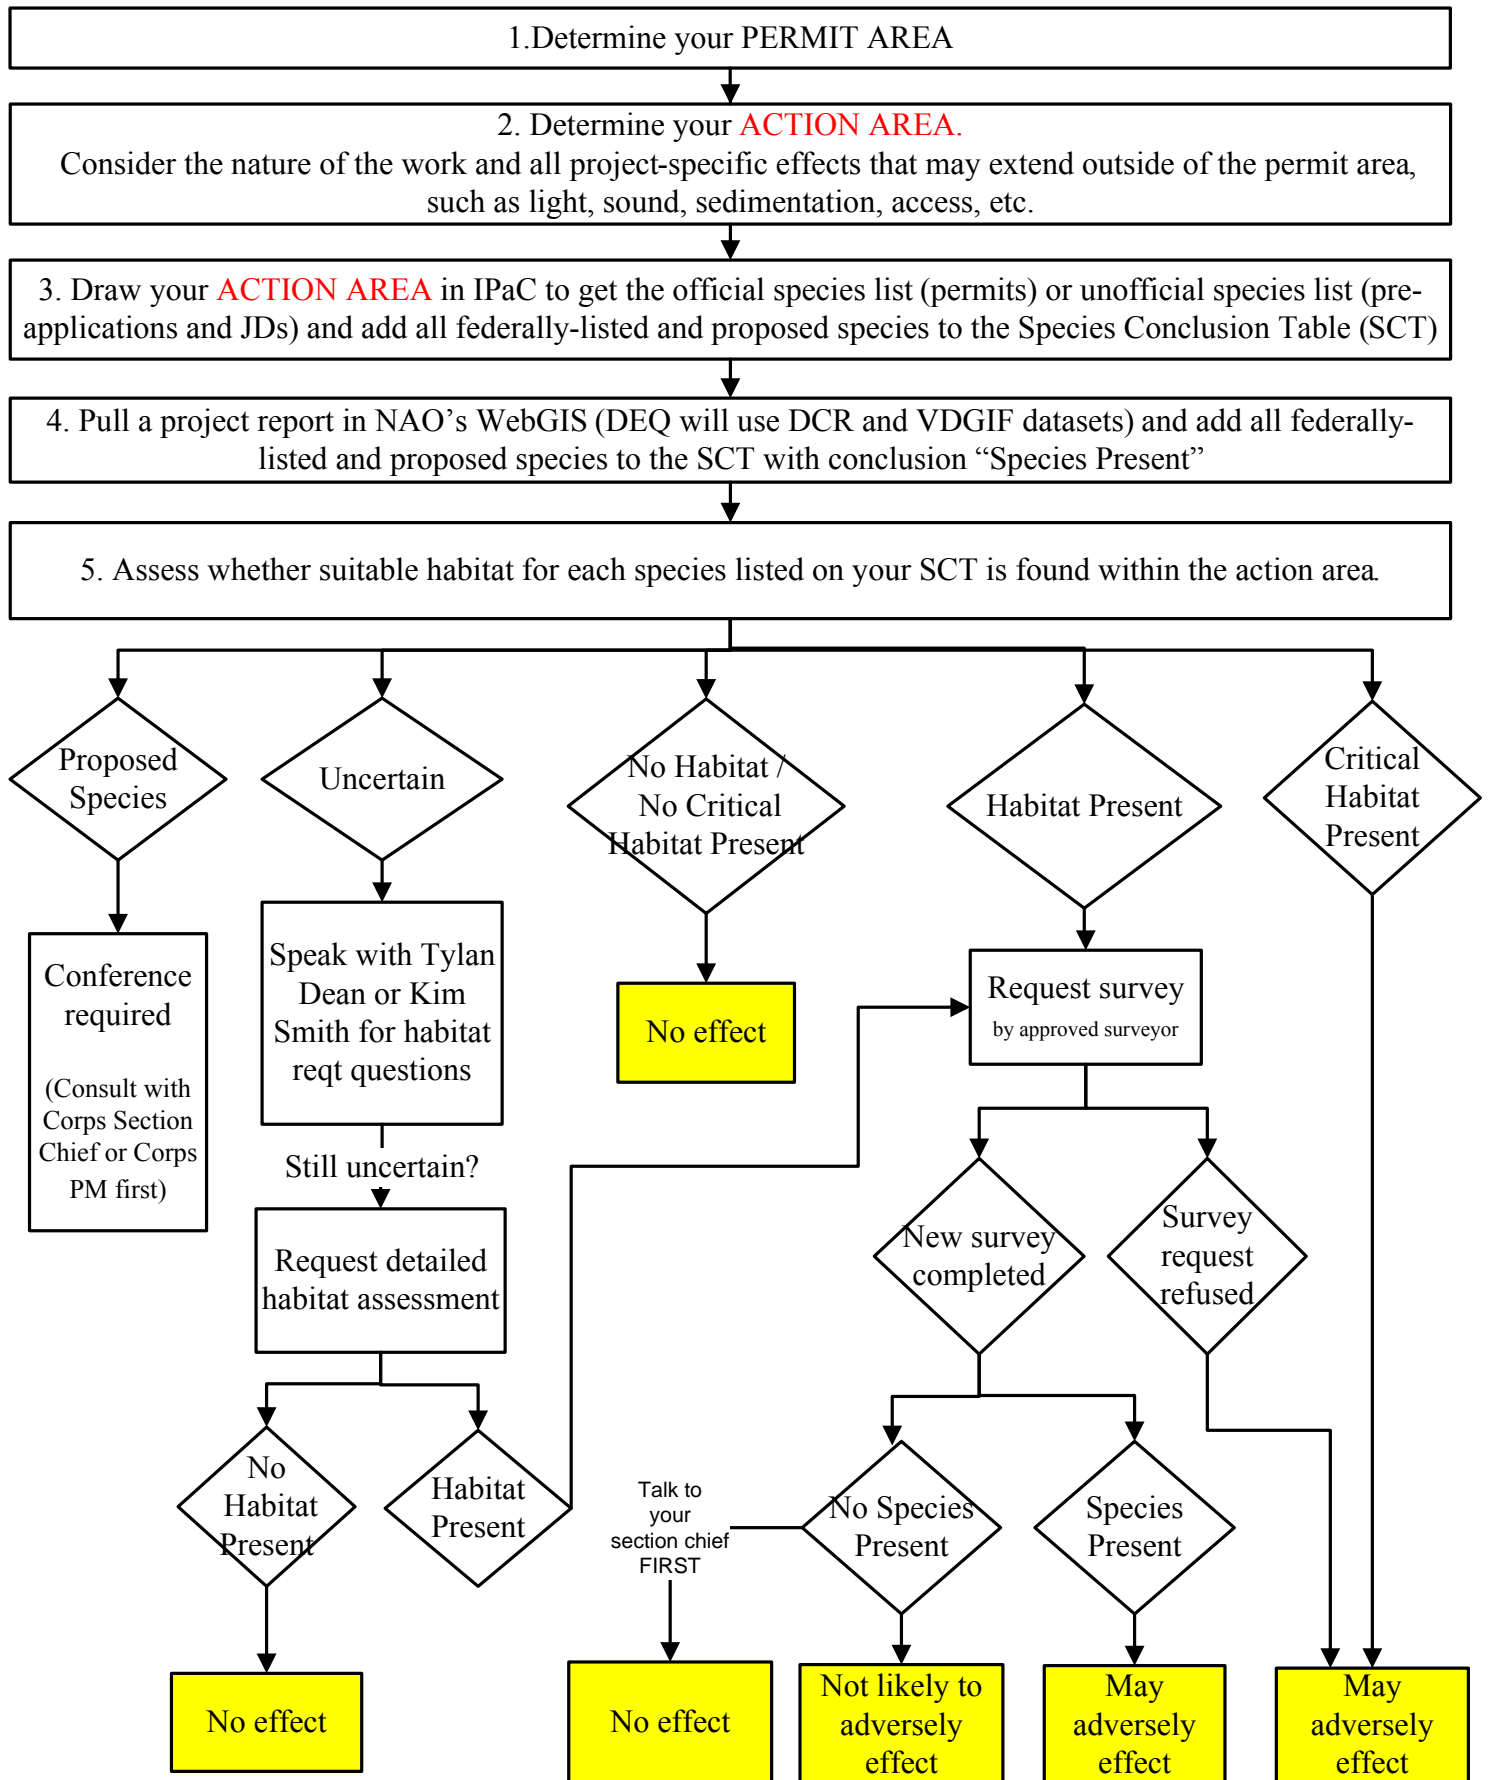 1.Determine your PERMIT AREA
2. Determine your ACTION AREA.
Consider the nature of the work and all project-specific effects that may extend outside of the permit area,
such as light, sound, sedimentation, access, etc.
3. Draw your ACTION AREA in IPaC to get the official species list (permits) or unofficial species list (pre-
applications and JDs) and add all federally-listed and proposed species to the Species Conclusion Table (SCT)
4. Pull a project report in NAO’s WebGIS (DEQ will use DCR and VDGIF datasets) and add all federally-
listed and proposed species to the SCT with conclusion “Species Present”
5. Assess whether suitable habitat for each species listed on your SCT is found within the action area.
Proposed
Species
Uncertain
No Habitat /
No Critical
Habitat Present
Habitat Present
Critical
Habitat
Present
Conference
required
(Consult with
Corps Section
Chief or Corps
PM first)
Speak with Tylan
Dean or Kim
Smith for habitat
reqt questions
No effect
Request survey
by approved surveyor
Still uncertain?
Request detailed
habitat assessment
New survey
completed
Survey
request
refused
No
Habitat
Present
Habitat
Present
Talk to
your
section chief
FIRST
No Species
Present
Species
Present
No effect
No effect
Not likely to
adversely
effect
May
adversely
effect
May
adversely
effect